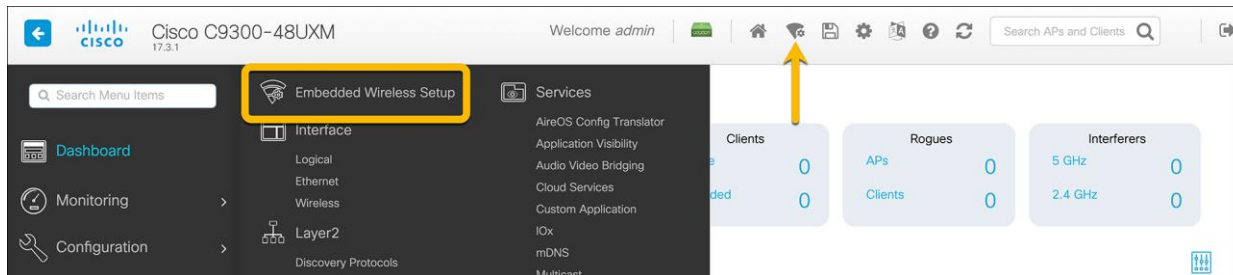 CISCO
Cisco C9300-48UXM
17.3.1
Welcome admin
Search APs and Clients
Search Menu Items
Dashboard
Monitoring
Configuration
Embedded Wireless Setup
Interface
Logical
Ethernet
Wireless
Layer2
Discovery Protocols
Services
AireOS Config Translator
Application Visibility
Audio Video Bridging
Cloud Services
Custom Application
IOx
mDNS
Multicast
Clients
0
ded
0
Rogues
APs
0
Clients
0
Interferers
5 GHz
0
2.4 GHz
0